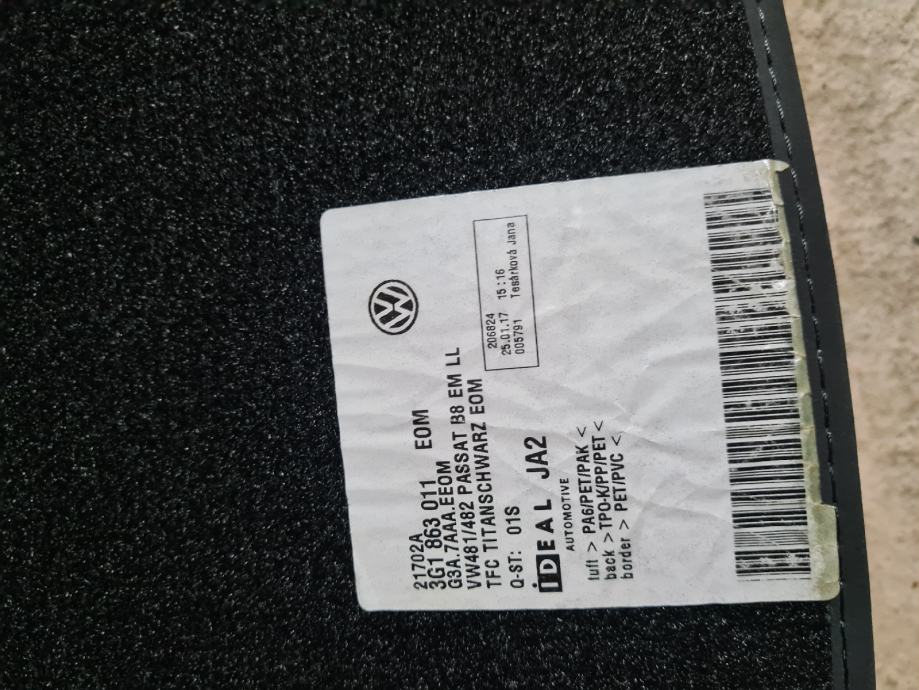 21702A
3G1 863 011 EOM
G3A.7AAA.EEOM
VW481/482 PASSAT B8 EM LL
TFC TITANSCHWARZ EOM
Q-ST: 01S
IDEAL JA2
AUTOMOTIVE
tuft > PA6/PET/PAK <
back > TPO-K/PP/PET <
border > PET/PVC <
206824
25.01.17 15:16
005791 Tesárková Jana